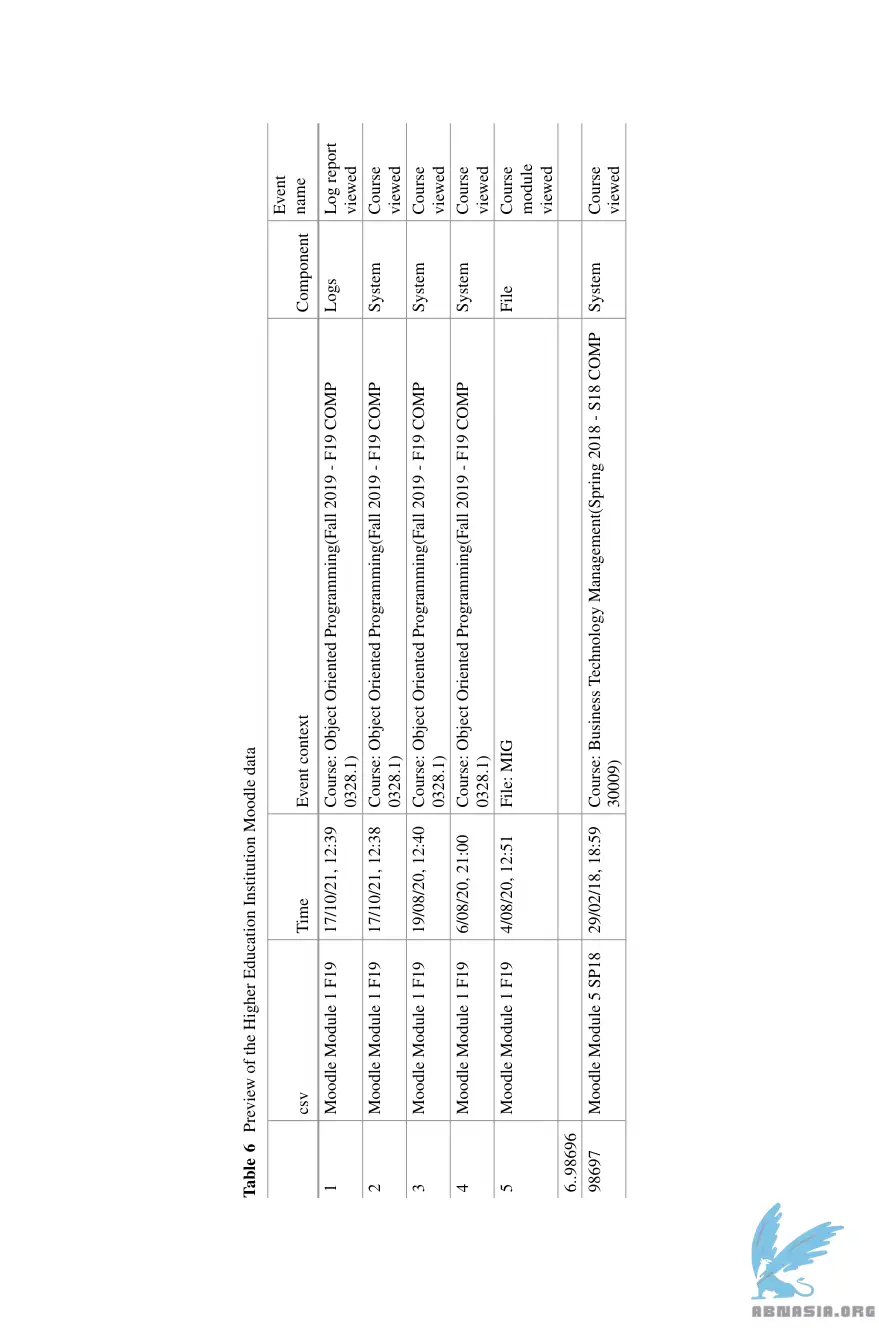 Table 6 Preview of the Higher Education Institution Moodle data
csv Time Event context Component Event
name
1 Moodle Module 1 F19 17/10/21, 12:39 Course: Object Oriented Programming(Fall 2019 - F19 COMP Logs Log report
0328.1) viewed
2 Moodle Module 1 F19 17/10/21, 12:38 Course: Object Oriented Programming(Fall 2019 - F19 COMP System Course
0328.1) viewed
3 Moodle Module 1 F19 19/08/20, 12:40 Course: Object Oriented Programming(Fall 2019 - F19 COMP System Course
0328.1) viewed
4 Moodle Module 1 F19 6/08/20, 21:00 Course: Object Oriented Programming(Fall 2019 - F19 COMP System Course
0328.1) viewed
5 Moodle Module 1 F19 4/08/20, 12:51 File: MIG File Course
module
viewed
6..98696
98697 Moodle Module 5 SP18 29/02/18, 18:59 Course: Business Technology Management(Spring 2018 - S18 COMP System Course
30009) viewed
ABNASIA.ORG